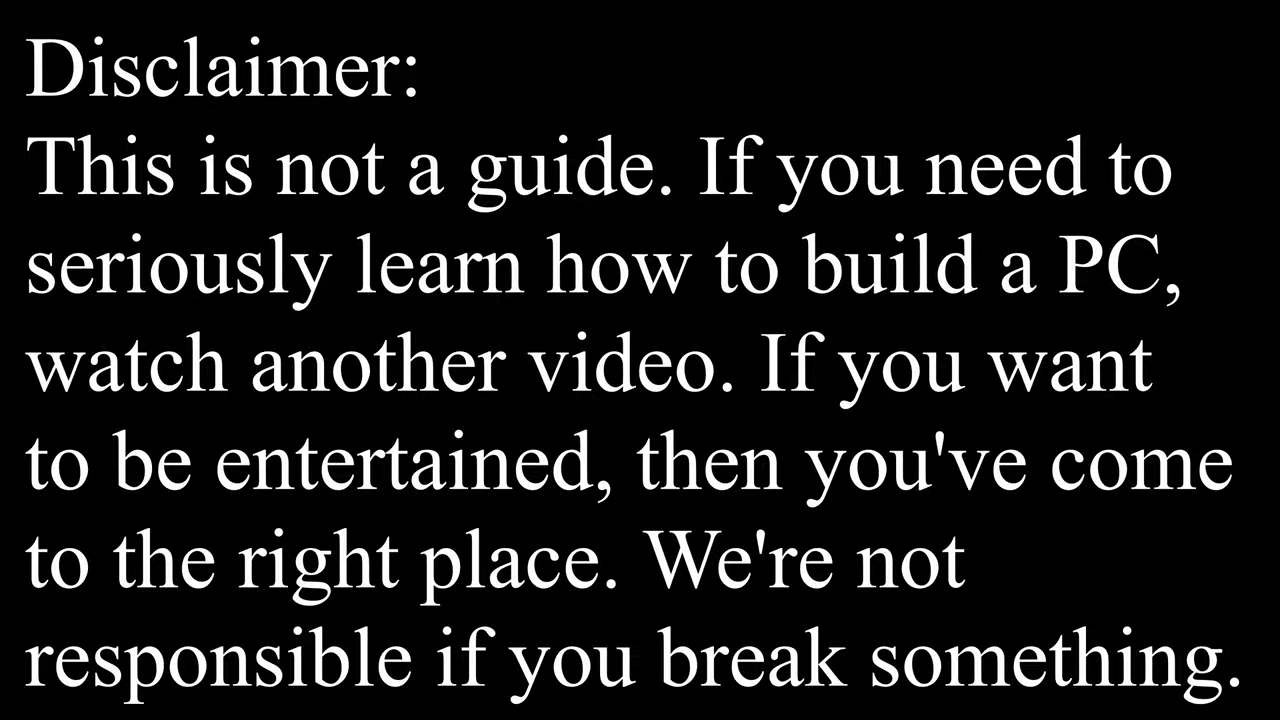 Disclaimer:
This is not a guide. If you need to
seriously learn how to build a PC,
watch another video. If you want
to be entertained, then you've come
to the right place. We're not
responsible if you break something.